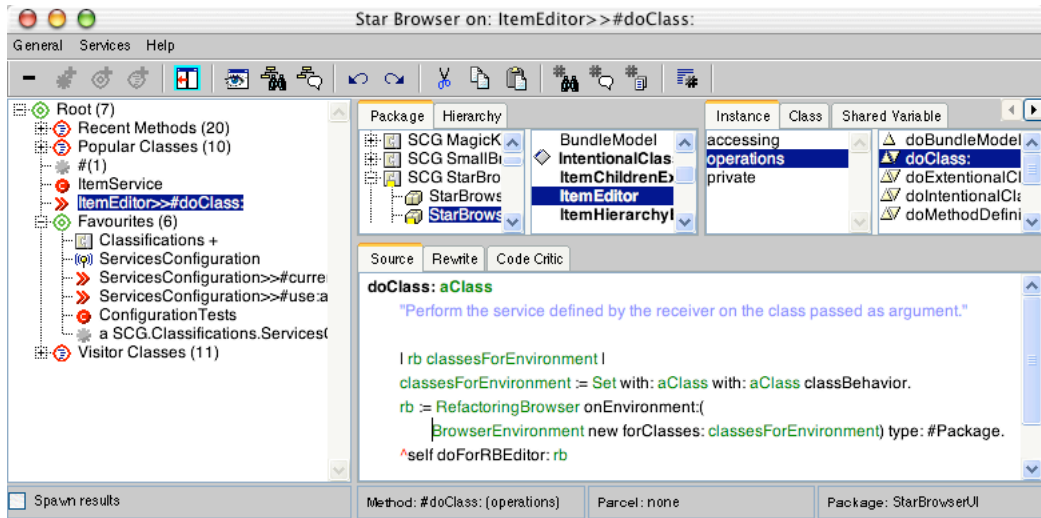 Star Browser on: ItemEditor>>#doClass:
General Services Help
Root (7)
Recent Methods (20)
Popular Classes (10)
#(1)
ItemService
ItemEditor>>#doClass:
Favourites (6)
Classifications +
ServicesConfiguration
ServicesConfiguration>>#curre
ServicesConfiguration>>#use:a
ConfigurationTests
a SCG.Classifications.Services(
Visitor Classes (11)
Spawn results
Package Hierarchy
SCG MagicK
SCG SmallBr
SCG StarBro
StarBrows
StarBrows
BundleModel
IntentionalClas
ItemChildrenEx
ItemEditor
ItemHierarchyI
Instance Class Shared Variable
accessing
operations
private
doBundleModel
doClass:
doExtentionalCl
doIntentionalCla
doMethodDefini
Source Rewrite Code Critic
doClass: aClass
"Perform the service defined by the receiver on the class passed as argument."
| rb classesForEnvironment |
classesForEnvironment := Set with: aClass with: aClass classBehavior.
rb := RefactoringBrowser onEnvironment:(
BrowserEnvironment new forClasses: classesForEnvironment) type: #Package.
^self doForRBEditor: rb
Method: #doClass: (operations)
Parcel: none
Package: StarBrowserUI